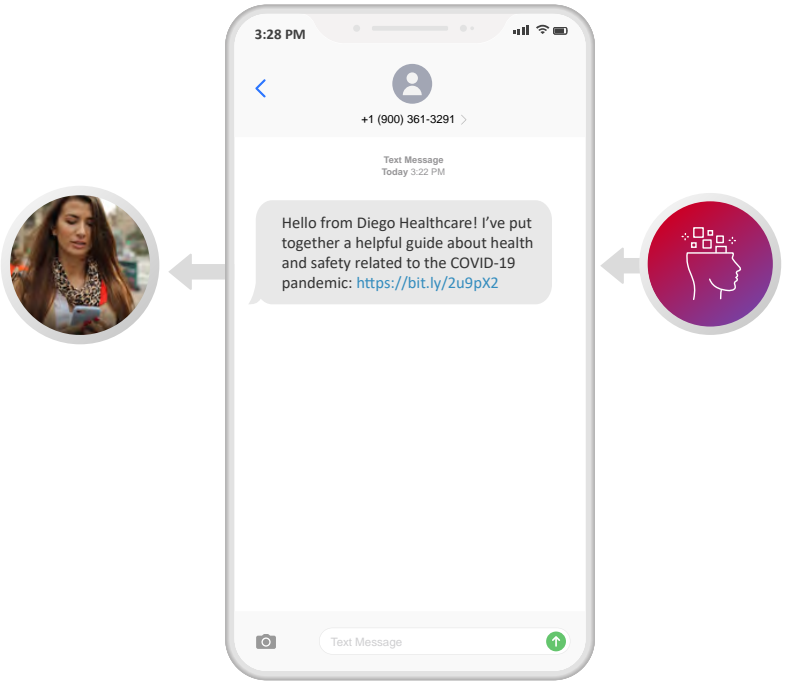 3:28 PM
+1 (900) 361-3291
Text Message
Today 3:22 PM
Hello from Diego Healthcare! I've put
together a helpful guide about health
and safety related to the COVID-19
pandemic: https://bit.ly/2u9pX2
Text Message